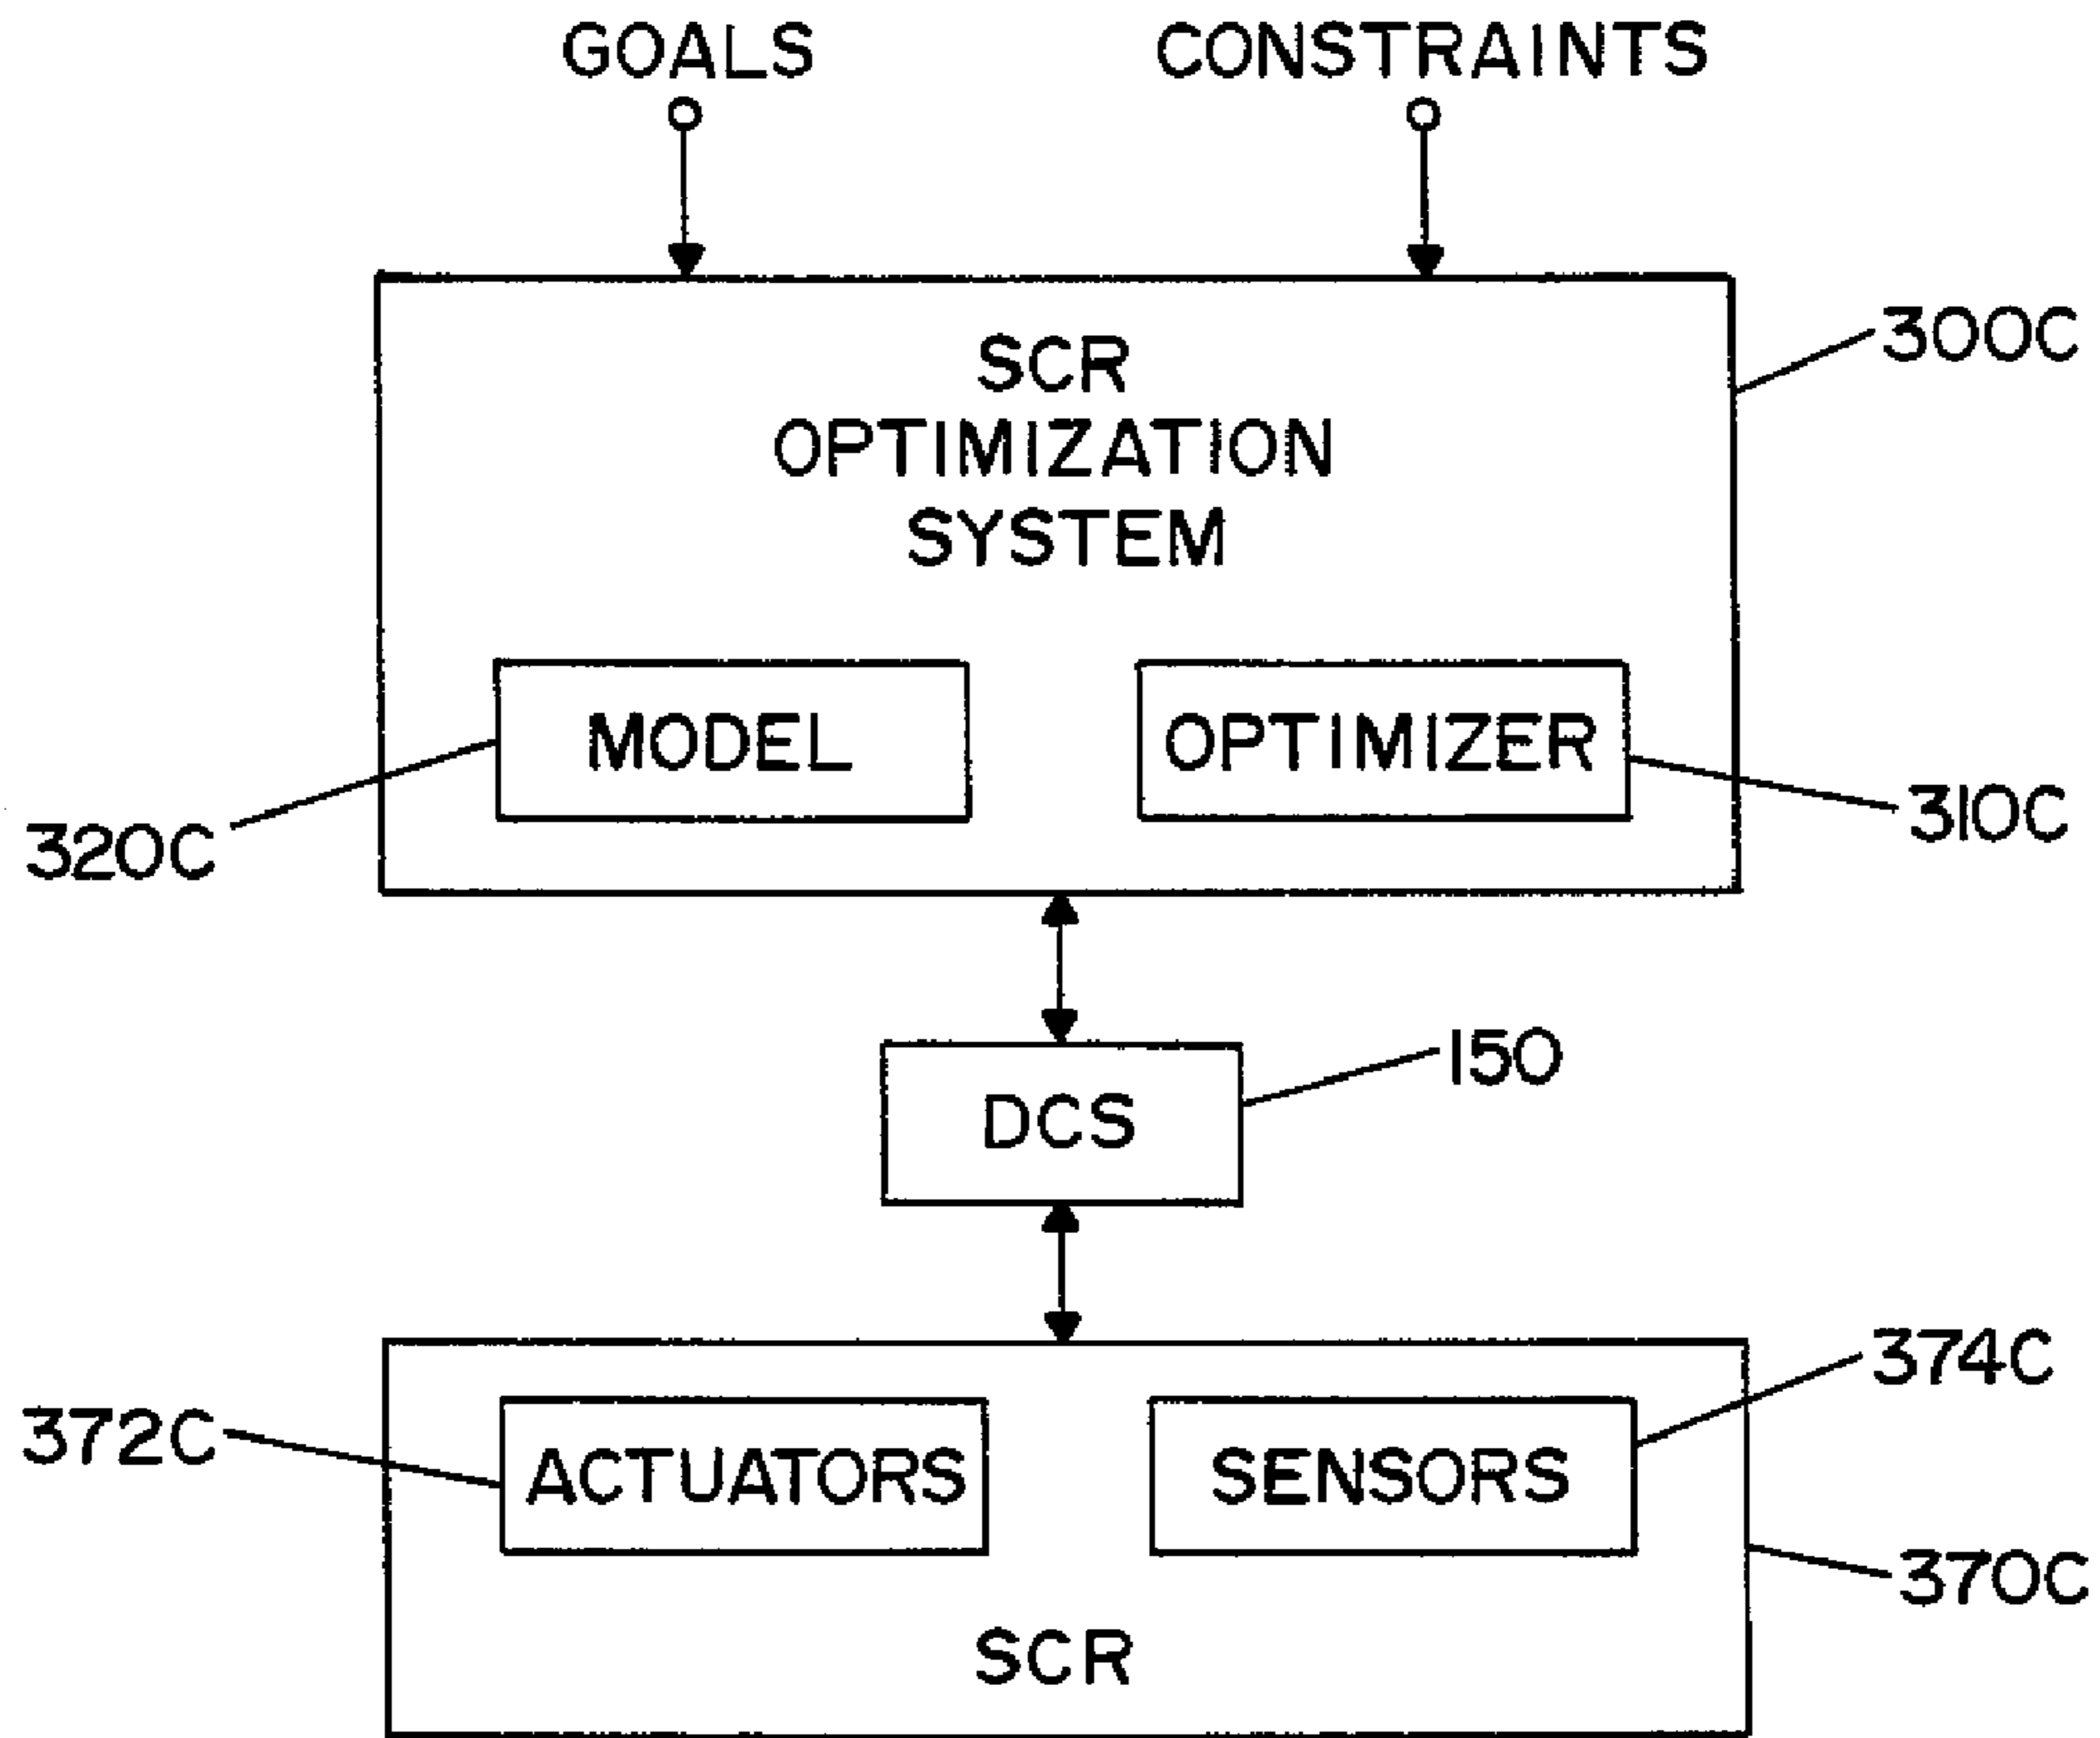 GOALS
CONSTRAINTS
SCR
OPTIMIZATION
SYSTEM
300C
MODEL
OPTIMIZER
320C
310C
DCS
150
372C
ACTUATORS
SENSORS
374C
370C
SCR